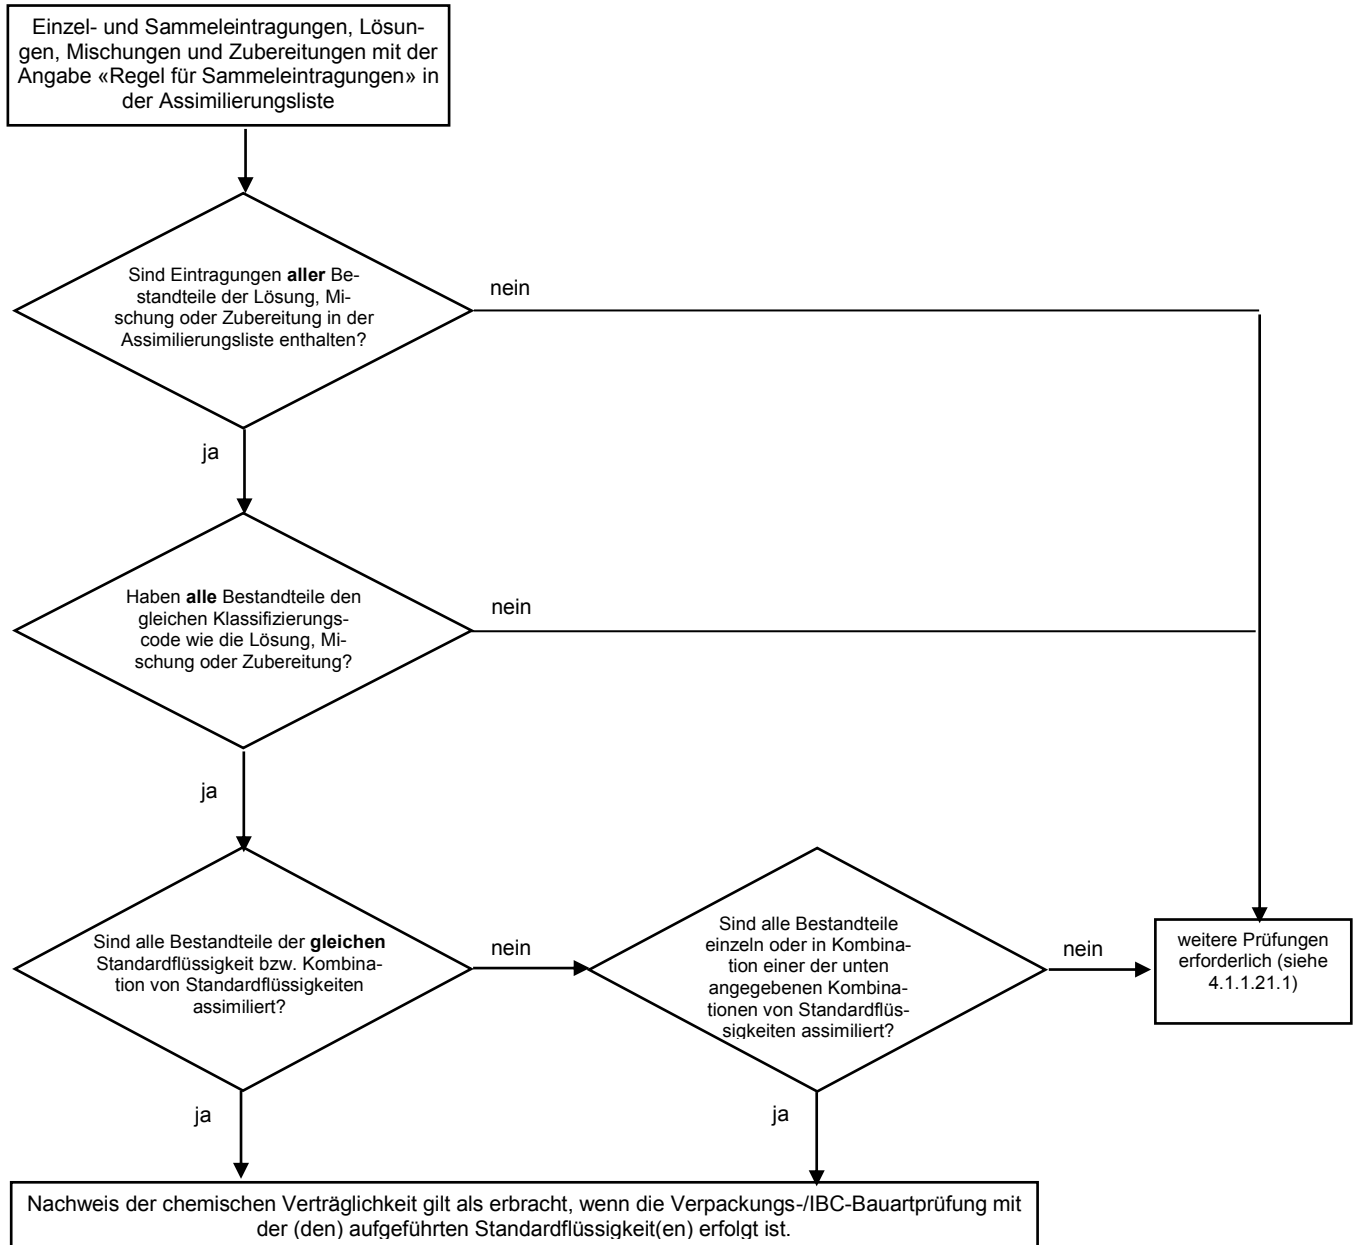 Einzel- und Sammeleintragungen, Lösun-
gen, Mischungen und Zubereitungen mit der
Angabe «Regel für Sammeleintragungen» in
der Assimilierungsliste
Sind Eintragungen aller Be-
standteile der Lösung, Mi-
schung oder Zubereitung in der
Assimilierungsliste enthalten?
nein
ja
Haben alle Bestandteile den
gleichen Klassifizierungs-
code wie die Lösung, Mi-
schung oder Zubereitung?
nein
ja
Sind alle Bestandteile der gleichen
Standardflüssigkeit bzw. Kombina-
tion von Standardflüssigkeiten
assimiliert?
nein
Sind alle Bestandteile
einzeln oder in Kombina-
tion einer der unten
angegebenen Kombina-
tionen von Standardflüs-
sigkeiten assimiliert?
nein
weitere Prüfungen
erforderlich (siehe
4.1.1.21.1)
ja
ja
Nachweis der chemischen Verträglichkeit gilt als erbracht, wenn die Verpackungs-/IBC-Bauartprüfung mit
der (den) aufgeführten Standardflüssigkeit(en) erfolgt ist.